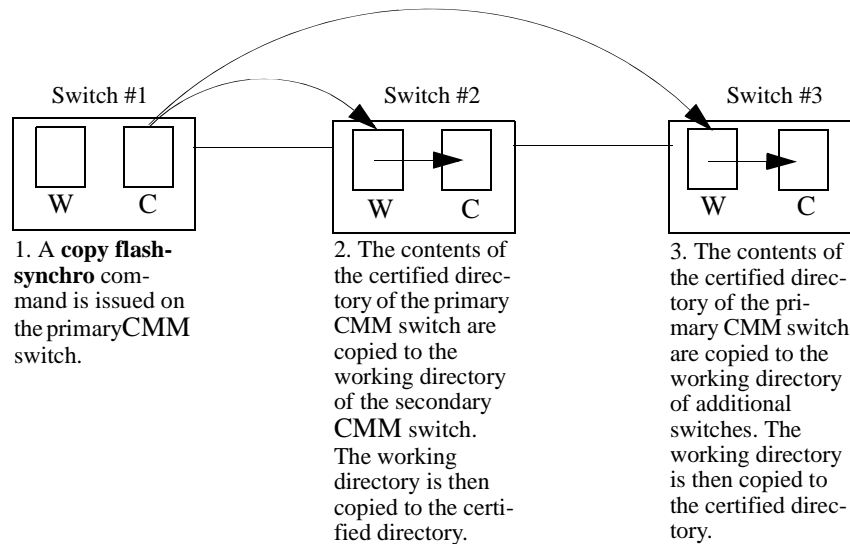 Switch #1
Switch #2
Switch #3
W
C
W
C
W
C
1. A copy flash-
synchro com-
mand is issued on
the primaryCMM
switch.
2. The contents of
the certified direc-
tory of the primary
CMM switch are
copied to the
working directory
of the secondary
CMM switch.
The working
directory is then
copied to the certi-
fied directory.
3. The contents of
the certified direc-
tory of the pri-
mary CMM switch
are copied to the
working directory
of additional
switches. The
working directory
is then copied to
the certified direc-
tory.